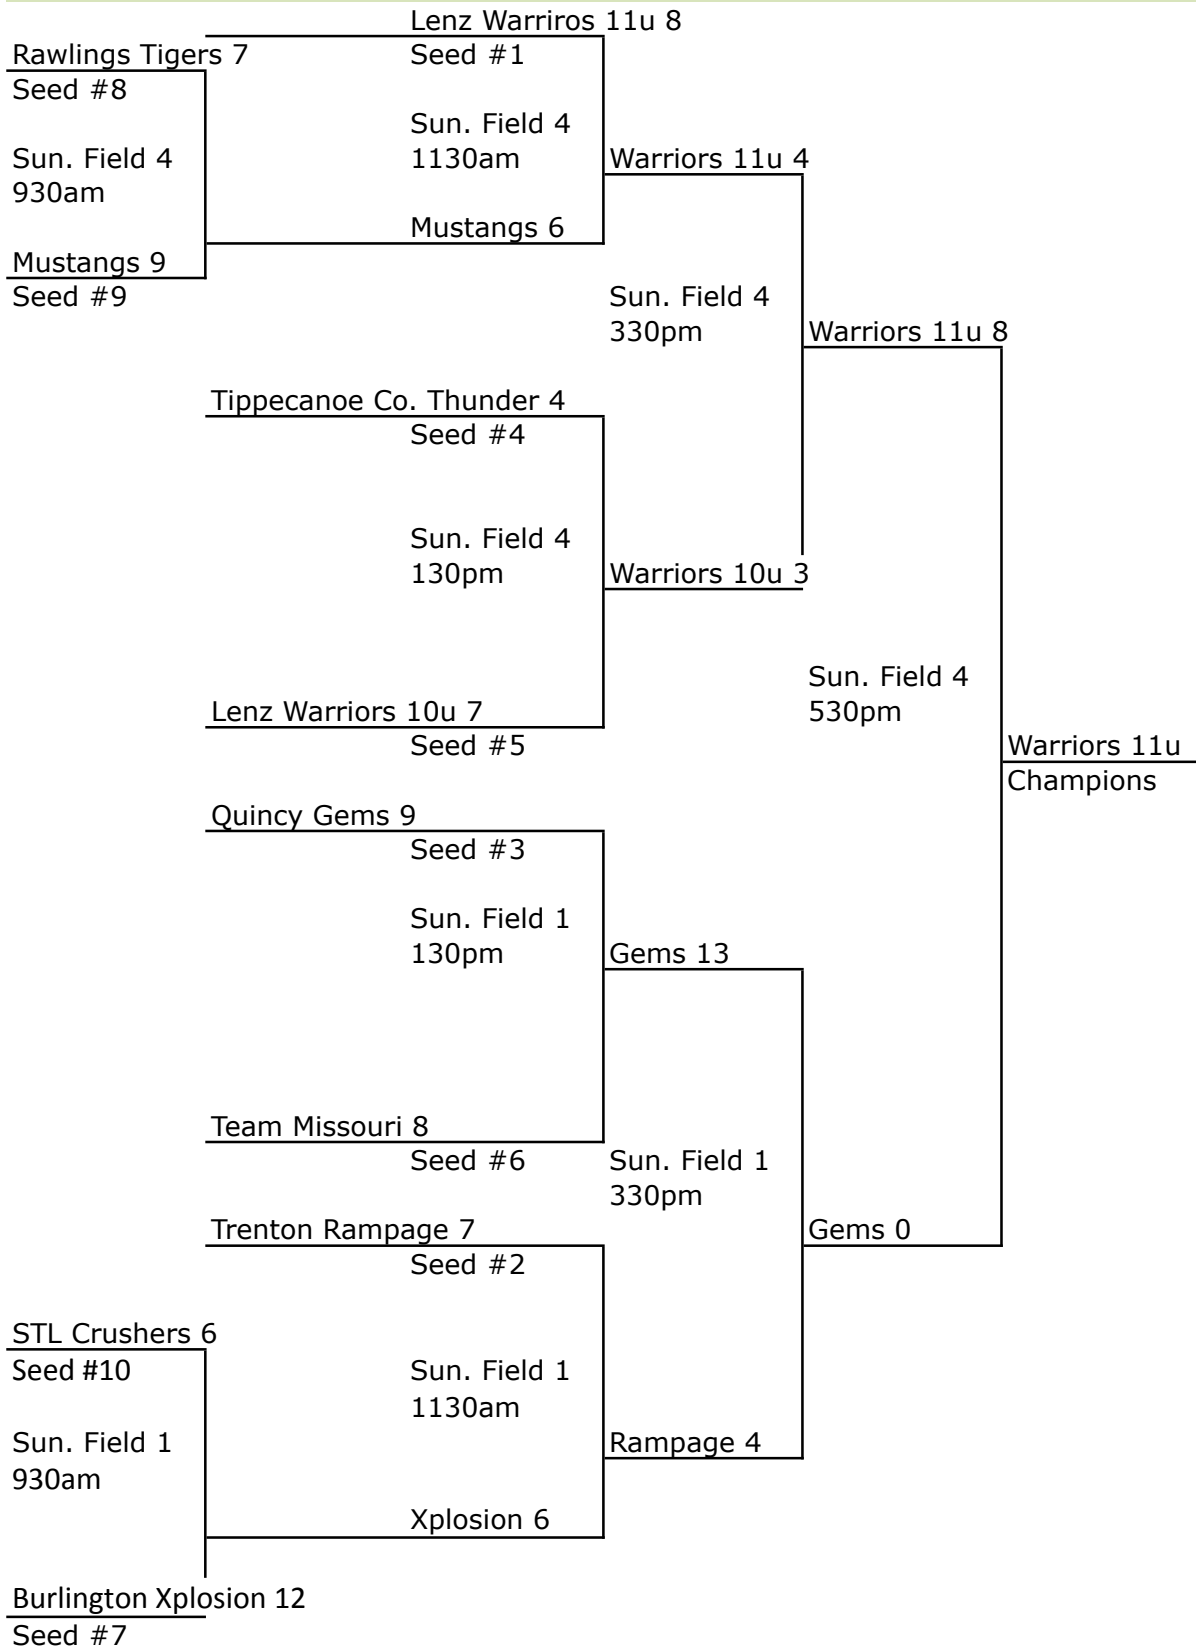 Lenz Warriros 11u 8
Rawlings Tigers 7
Seed #1
Seed #8
Sun. Field 4
1130am
Sun. Field 4
930am
Warriors 11u 4
Mustangs 6
Mustangs 9
Seed #9
Sun. Field 4
330pm
Warriors 11u 8
Tippecanoe Co. Thunder 4
Seed #4
Sun. Field 4
130pm
Warriors 10u 3
Sun. Field 4
530pm
Lenz Warriors 10u 7
Seed #5
Warriors 11u
Champions
Quincy Gems 9
Seed #3
Sun. Field 1
130pm
Gems 13
Team Missouri 8
Seed #6
Sun. Field 1
330pm
Trenton Rampage 7
Seed #2
Gems 0
STL Crushers 6
Seed #10
Sun. Field 1
1130am
Sun. Field 1
930am
Rampage 4
Xplosion 6
Burlington Xplosion 12
Seed #7